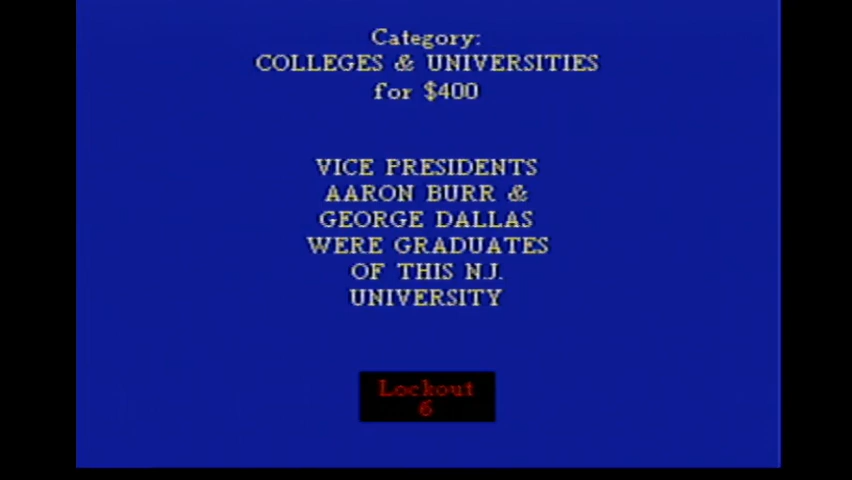 Category:
COLLEGES & UNIVERSITIES
for $400
VICE PRESIDENTS
AARON BURR &
GEORGE DALLAS
WERE GRADUATES
OF THIS N.J.
UNIVERSITY
Lockout
6